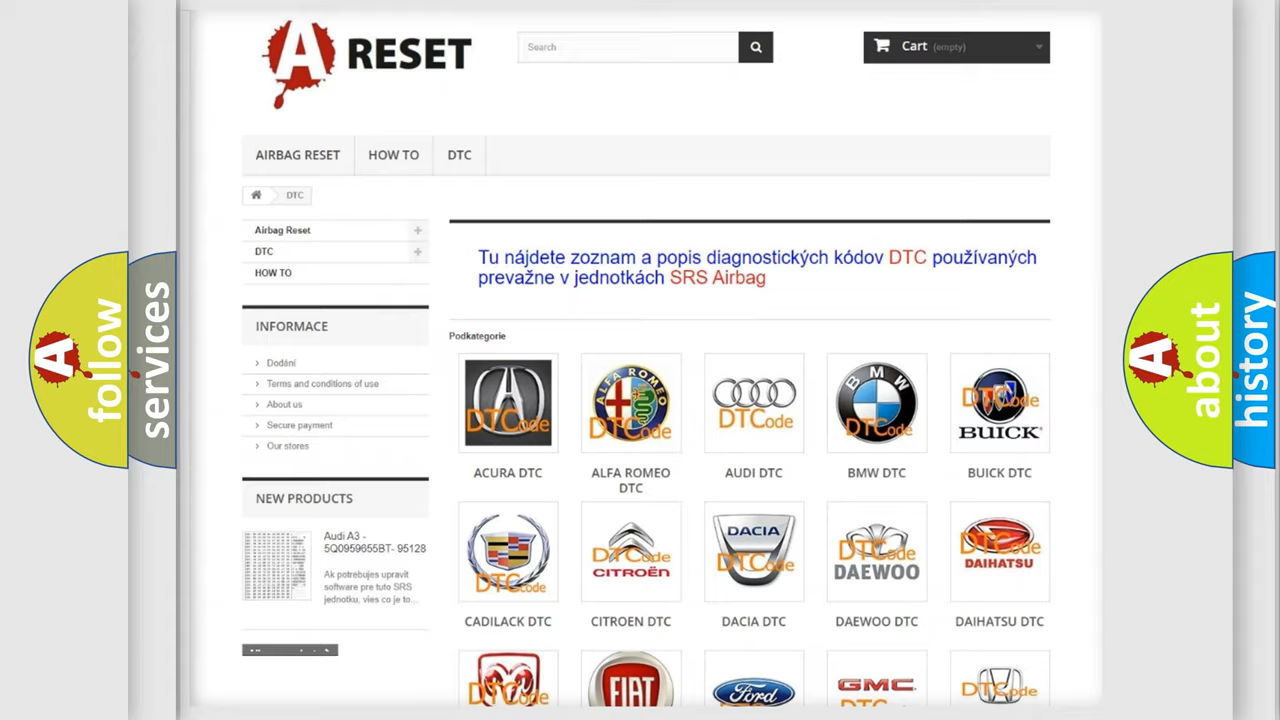 A RESET
Search
Cart (empty)
AIRBAG RESET
HOW TO
DTC
DTC
Airbag Reset
DTC
HOW TO
INFORMACE
Dodání
Terms and conditions of use
About us
Secure payment
Our stores
NEW PRODUCTS
Audi A3 -
5Q0959655BT- 95128
Ak potrebujes upravit
software pre tuto SRS
jednotku, vies co je to...
Tu nájdete zoznam a popis diagnostických kódov DTC používaných
prevažne v jednotkách SRS Airbag
Podkategorie
DTCode
ACURA DTC
ALFA ROMEO
DTCode
ALFA ROMEO
DTC
DTCode
AUDI DTC
BMW
DTCode
BMW DTC
DTCode
BUICK
BUICK DTC
DTCode
CADILACK DTC
DTCode
CITROËN
CITROEN DTC
DACIA
DTCode
DACIA DTC
DTCode
DAEWOO
DAEWOO DTC
DTCode
DAIHATSU
DAIHATSU DTC
DTCode
FIAT
Ford
GMC
DTCode
A follow
services
A about
history